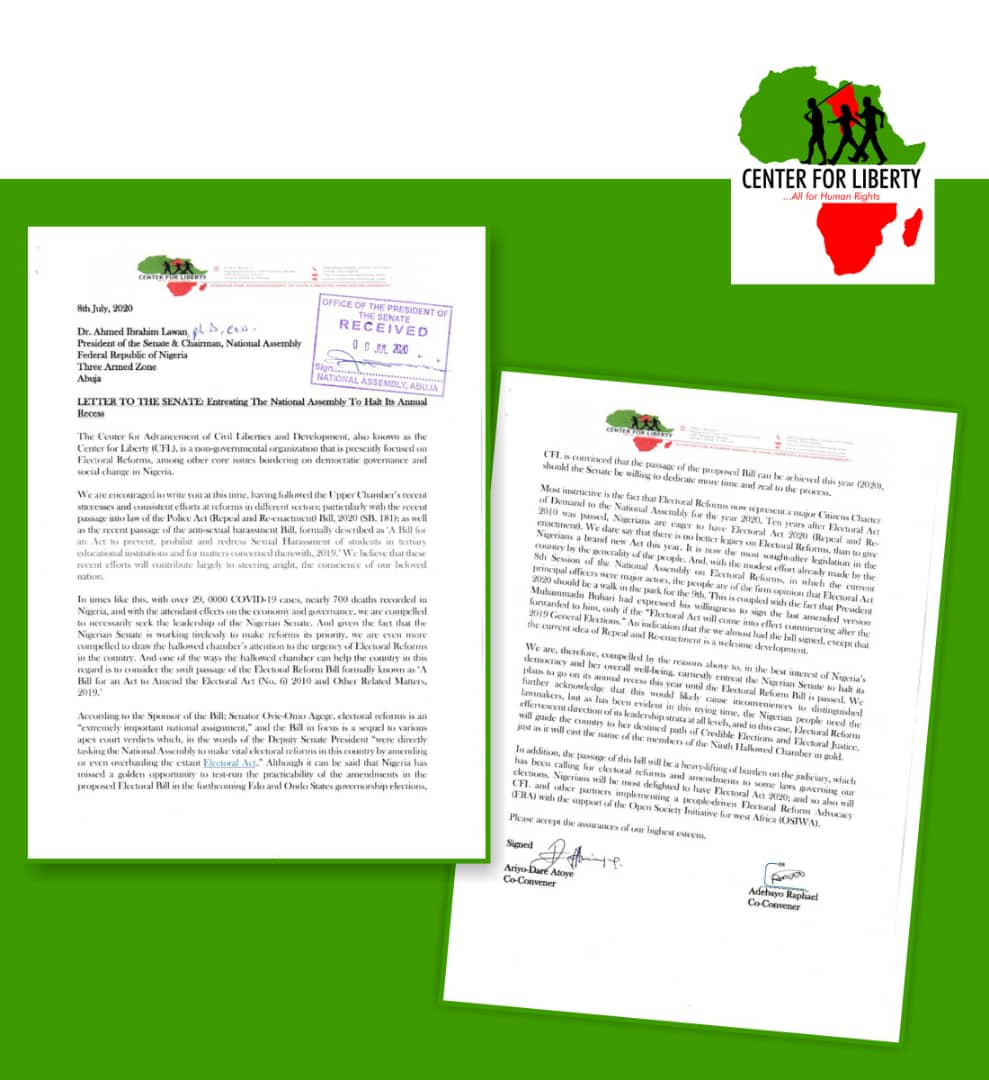 CENTER FOR LIBERTY
...All for Human Rights
CENTER FOR LIBERTY
8th July, 2020
Dr. Ahmed Ibrahim Lawan, ph.D, CON.
President of the Senate & Chairman, National Assembly
Federal Republic of Nigeria
Three Armed Zone
Abuja
OFFICE OF THE PRESIDENT OF
THE SENATE
RECEIVED
0 8 JUL 2020
Sign
NATIONAL ASSEMBLY, ABUJA
LETTER TO THE SENATE: Entreating The National Assembly To Halt Its Annual
Recess
The Center for Advancement of Civil Liberties and Development, also known as the
Center for Liberty (CFL), is a non-governmental organization that is presently focused on
Electoral Reforms, among other core issues bordering on democratic governance and
social change in Nigeria.
We are encouraged to write you at this time, having followed the Upper Chamber's recent
successes and consistent efforts at reforms in different sectors; particularly with the recent
passage into law of the Police Act (Repeal and Re-enactment) Bill, 2020 (SB. 181); as well
as the recent passage of the anti-sexual harassment Bill, formally described as 'A Bill for
an Act to prevent, prohibit and redress Sexual Harassment of students in tertiary
educational institutions and for matters concerned therewith, 2019.' We believe that these
recent efforts will contribute largely to steering aright, the conscience of our beloved
nation.
In times like this, with over 29, 0000 COVID-19 cases, nearly 700 deaths recorded in
Nigeria, and with the attendant effects on the economy and governance, we are compelled
to necessarily seek the leadership of the Nigerian Senate. And given the fact that the
Nigerian Senate is working tirelessly to make reforms its priority, we are even more
compelled to draw the hallowed chamber's attention to the urgency of Electoral Reforms
in the country. And one of the ways the hallowed chamber can help the country in this
regard is to consider the swift passage of the Electoral Reform Bill formally known as 'A
Bill for an Act to Amend the Electoral Act (No. 6) 2010 and Other Related Matters,
2019.'
According to the Sponsor of the Bill; Senator Ovie-Omo Agege, electoral reforms is an
"extremely important national assignment," and the Bill in focus is a sequel to various
apex court verdicts which, in the words of the Deputy Senate President "were directly
tasking the National Assembly to make vital electoral reforms in this country by amending
or even overhauling the extant Electoral Act." Although it can be said that Nigeria has
missed a golden opportunity to test-run the practicability of the amendments in the
proposed Electoral Bill in the forthcoming Edo and Ondo States governorship elections,
CENTER FOR LIBERTY
CFL is convinced that the passage of the proposed Bill can be achieved this year (2020),
should the Senate be willing to dedicate more time and zeal to the process.
Most instructive is the fact that Electoral Reforms now represent a major Citizens Charter
of Demand to the National Assembly for the year 2020. Ten years after Electoral Act
2010 was passed, Nigerians are eager to have Electoral Act 2020 (Repeal and Re-
enactment). We dare say that there is no better legacy on Electoral Reforms, than to give
Nigerians a brand new Act this year. It is now the most sought-after legislation in the
country by the generality of the people. And, with the modest effort already made by the
8th Session of the National Assembly on Electoral Reforms, in which the current
principal officers were major actors, the people are of the firm opinion that Electoral Act
2020 should be a walk in the park for the 9th. This is coupled with the fact that President
Muhammadu Buhari had expressed his willingness to sign the last amended version
forwarded to him, only if the "Electoral Act will come into effect commencing after the
2019 General Elections." An indication that the we almost had the bill signed, except that
the current idea of Repeal and Re-enactment is a welcome development.
We are, therefore, compelled by the reasons above to, in the best interest of Nigeria's
democracy and her overall well-being, earnestly entreat the Nigerian Senate to halt its
plans to go on its annual recess this year until the Electoral Reform Bill is passed. We
further acknowledge that this would likely cause inconveniences to distinguished
lawmakers, but as has been evident in this trying time, the Nigerian people need the
effervescent direction of its leadership strata at all levels, and in this case, Electoral Reform
will guide the country to her destined path of Credible Elections and Electoral Justice,
just as it will cast the name of the members of the Ninth Hallowed Chamber in gold.
In addition, the passage of this bill will be a heavy-lifting of burden on the judiciary, which
has been calling for electoral reforms and amendments to some laws governing our
elections. Nigerians will be most delighted to have Electoral Act 2020; and so also will
CFL and other partners implementing a people-driven Electoral Reform Advocacy
(ERA) with the support of the Open Society Initiative for west Africa (OSIWA).
Please accept the assurances of our highest esteem.
Signed
Ariyo-Dare Atoye
Co-Convener
Adebayo Raphael
Co-Convener